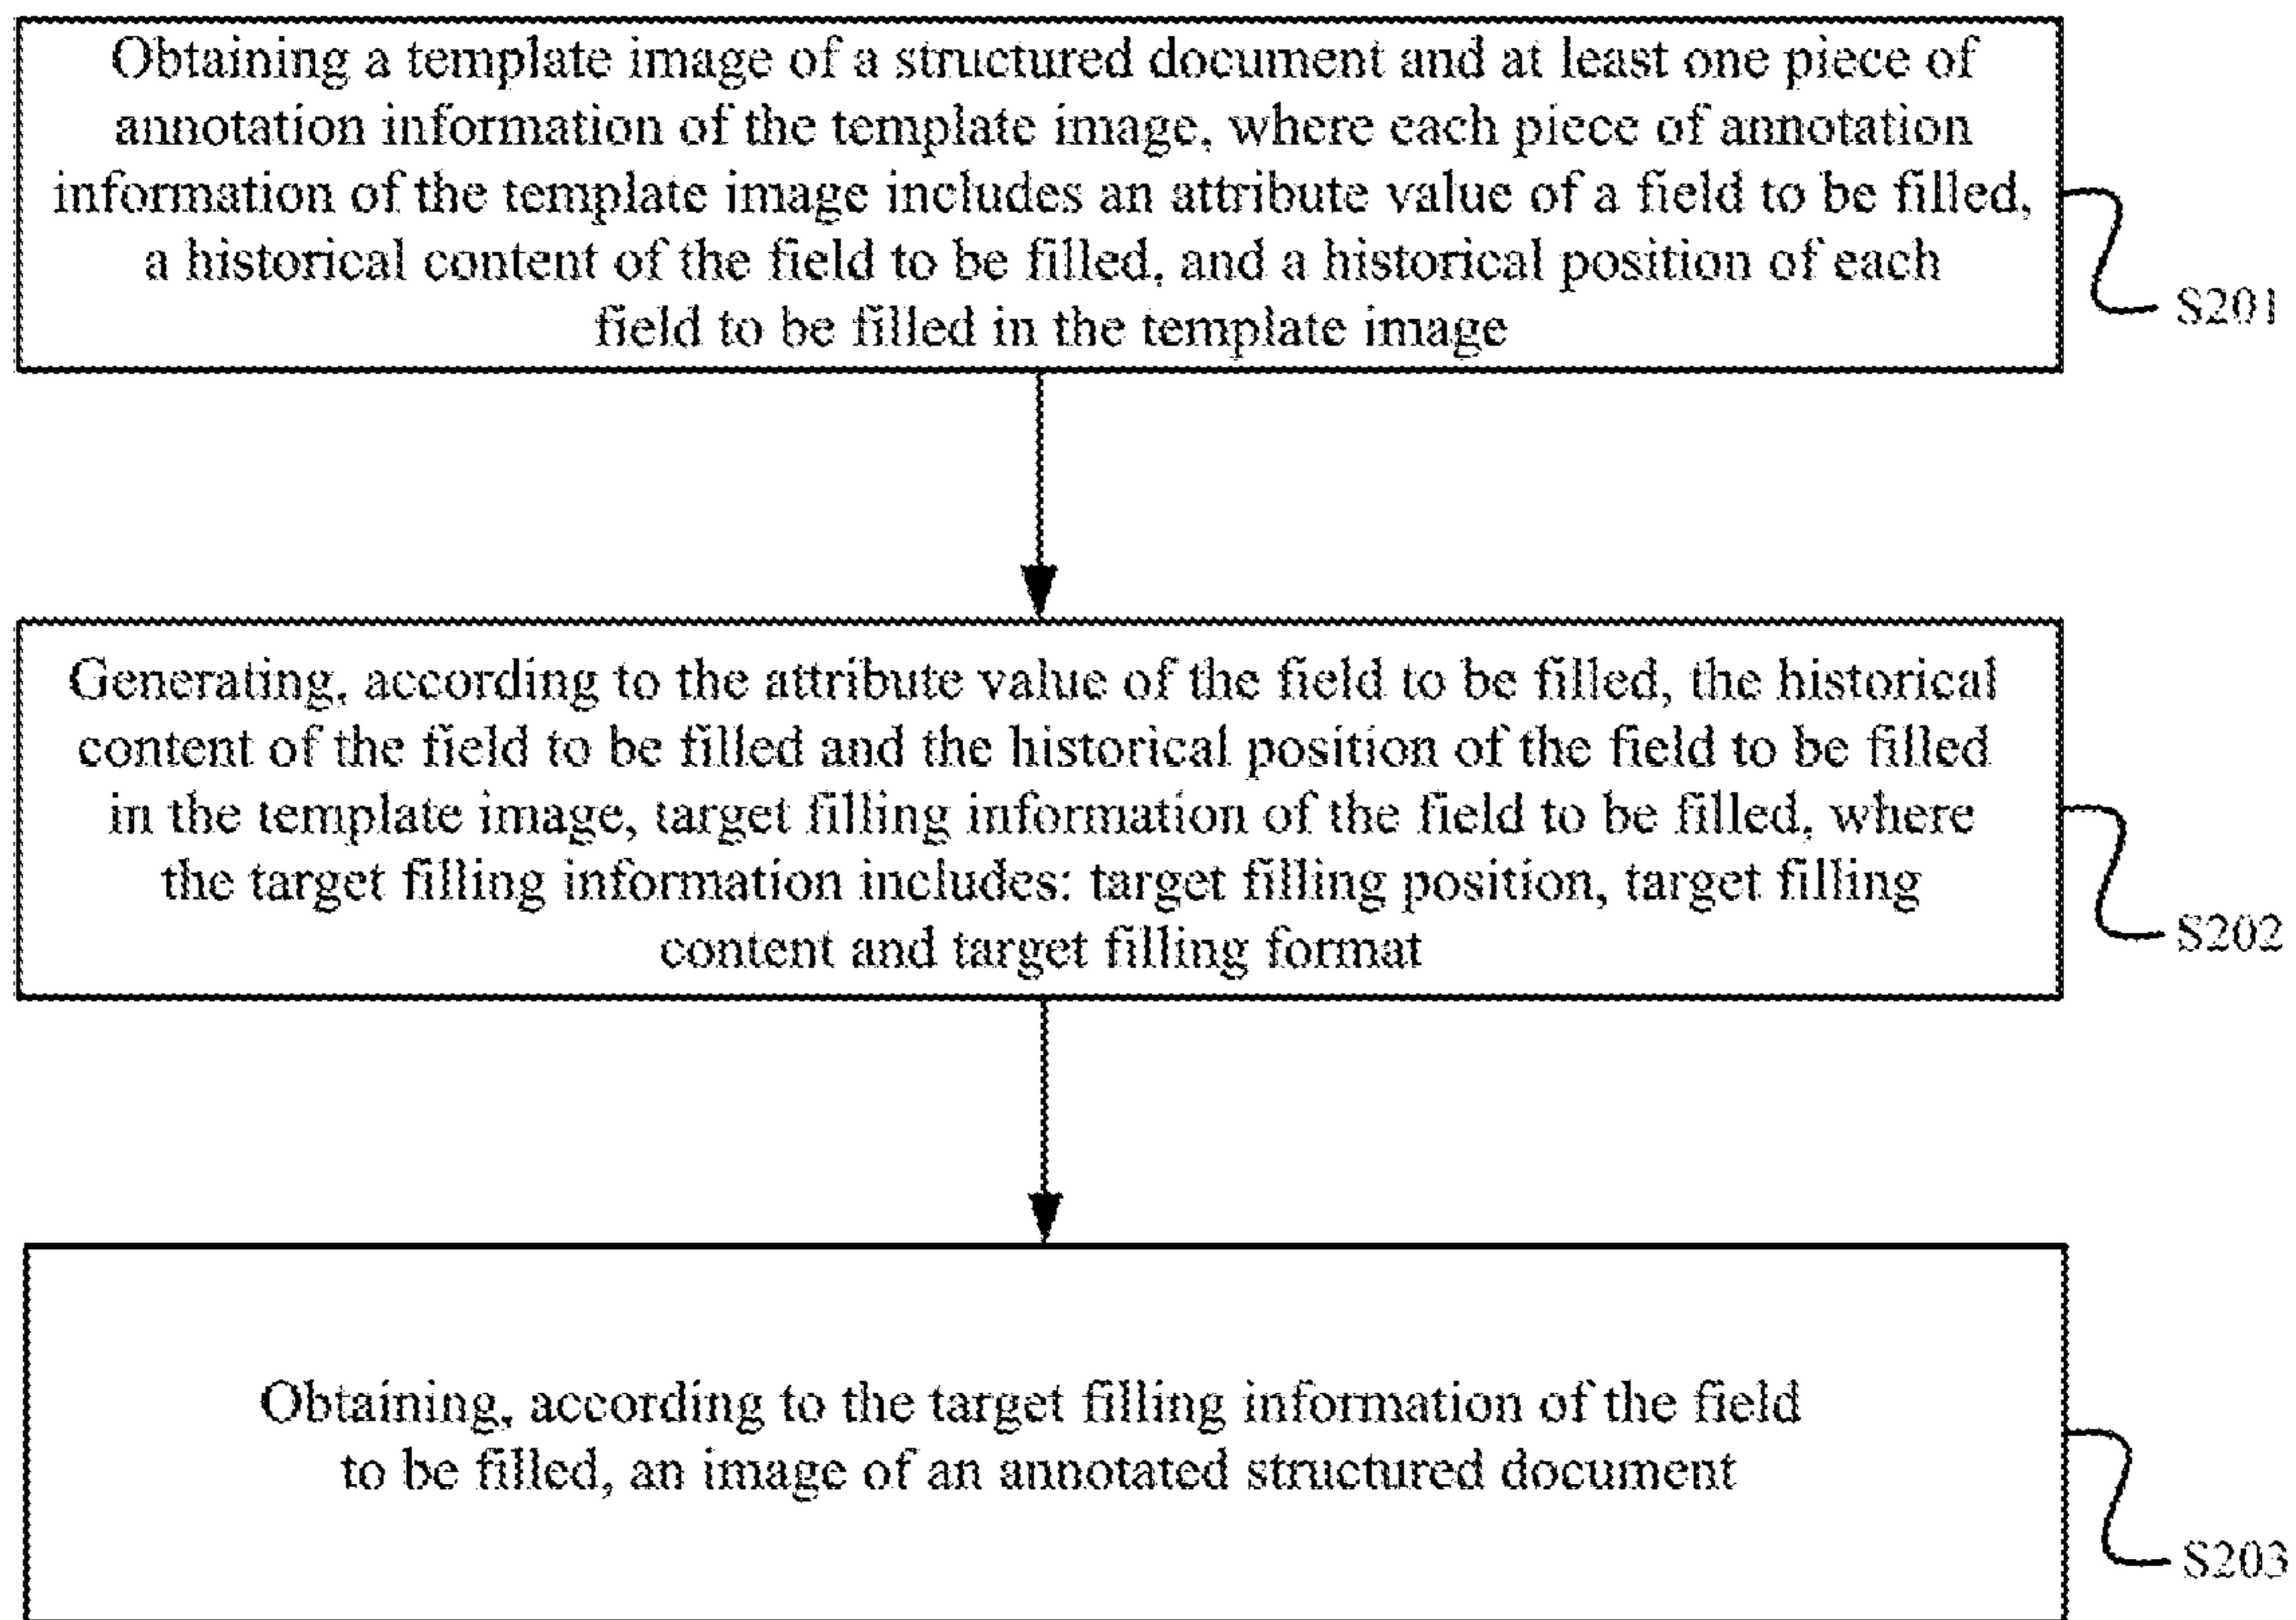 Obtaining a template image of a structured document and at least one piece of
annotation information of the template image, where each piece of annotation
information of the template image includes an attribute value of a field to be filled,
a historical content of the field to be filled, and a historical position of each
field to be filled in the template image
S201
Generating, according to the attribute value of the field to be filled, the historical
content of the field to be filled and the historical position of the field to be filled
in the template image, target filling information of the field to be filled, where
the target filling information includes: target filling position, target filling
content and target filling format
S202
Obtaining, according to the target filling information of the field
to be filled, an image of an annotated structured document
S203